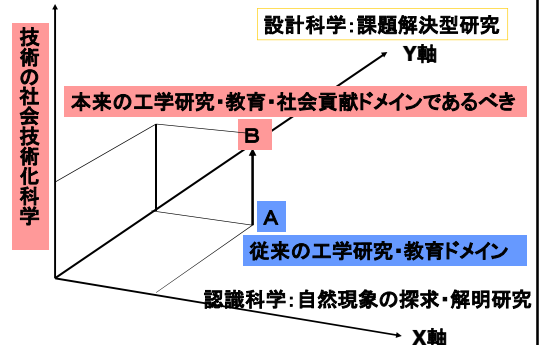 設計科学：課題解決型研究
Y軸
技術の社会技術化科学
本来の工学研究・教育・社会貢献ドメインであるべき
B
A
従来の工学研究・教育ドメイン
認識科学：自然現象の探求・解明研究
X軸